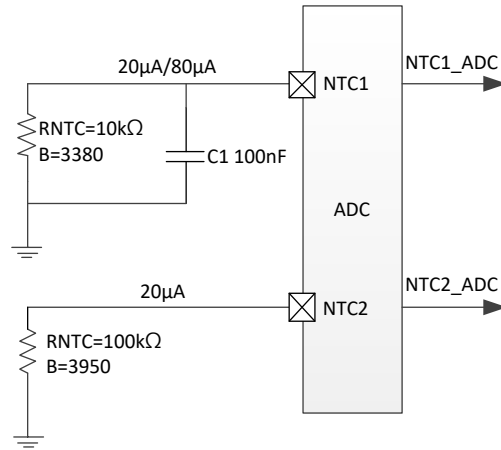 20μA/80μA
NTC1_ADC
NTC1
RNTC=10kΩ
B=3380
C1 100nF
ADC
20μA
NTC2_ADC
NTC2
RNTC=100kΩ
B=3950